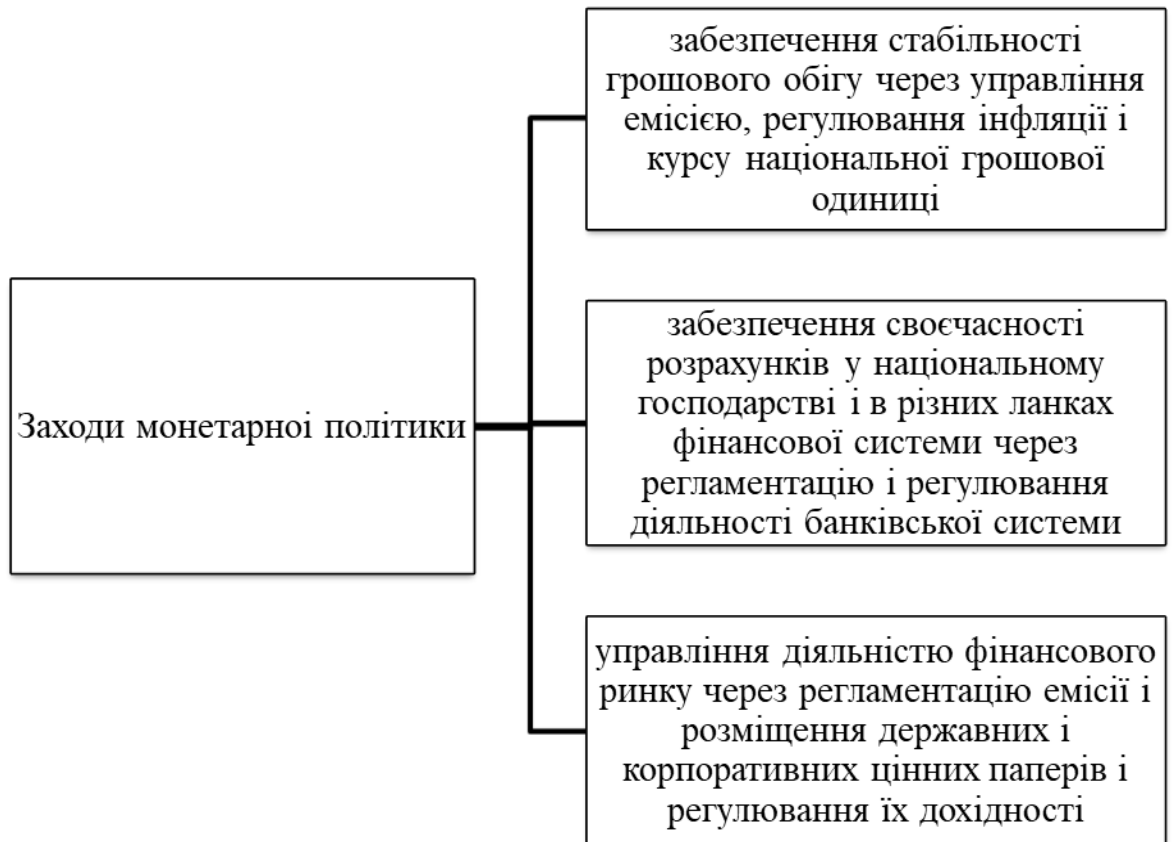 забезпечення стабільності
грошового обігу через управління
емісією, регулювання інфляції і
курсу національної грошової
одиниці
Заходи монетарної політики
забезпечення своєчасності
розрахунків у національному
господарстві і в різних ланках
фінансової системи через
регламентацію і регулювання
діяльності банківської системи
управління діяльністю фінансового
ринку через регламентацію емісії і
розміщення державних і
корпоративних цінних паперів і
регулювання їх дохідності